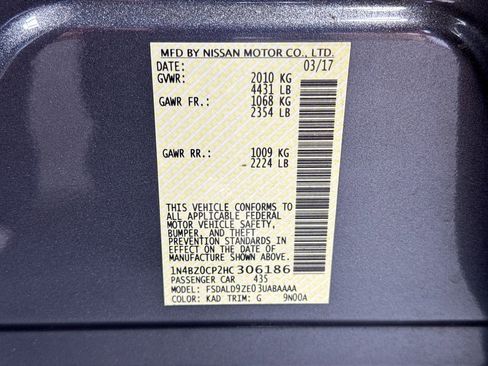 MFD BY NISSAN MOTOR CO., LTD.
DATE: 03/17
GVWR: 2010 KG
4431 LB
GAWR FR.: 1068 KG
2354 LB
GAWR RR.: 1009 KG
2224 LB
THIS VEHICLE CONFORMS TO
ALL APPLICABLE FEDERAL
MOTOR VEHICLE SAFETY,
BUMPER, AND THEFT
PREVENTION STANDARDS IN
EFFECT ON THE DATE OF
MANUFACTURE SHOWN ABOVE.
1N4BZ0CP2HC306186
PASSENGER CAR 435
MODEL: FSDALD9ZE03UABAAAA
COLOR: KAD TRIM: G 9N00A